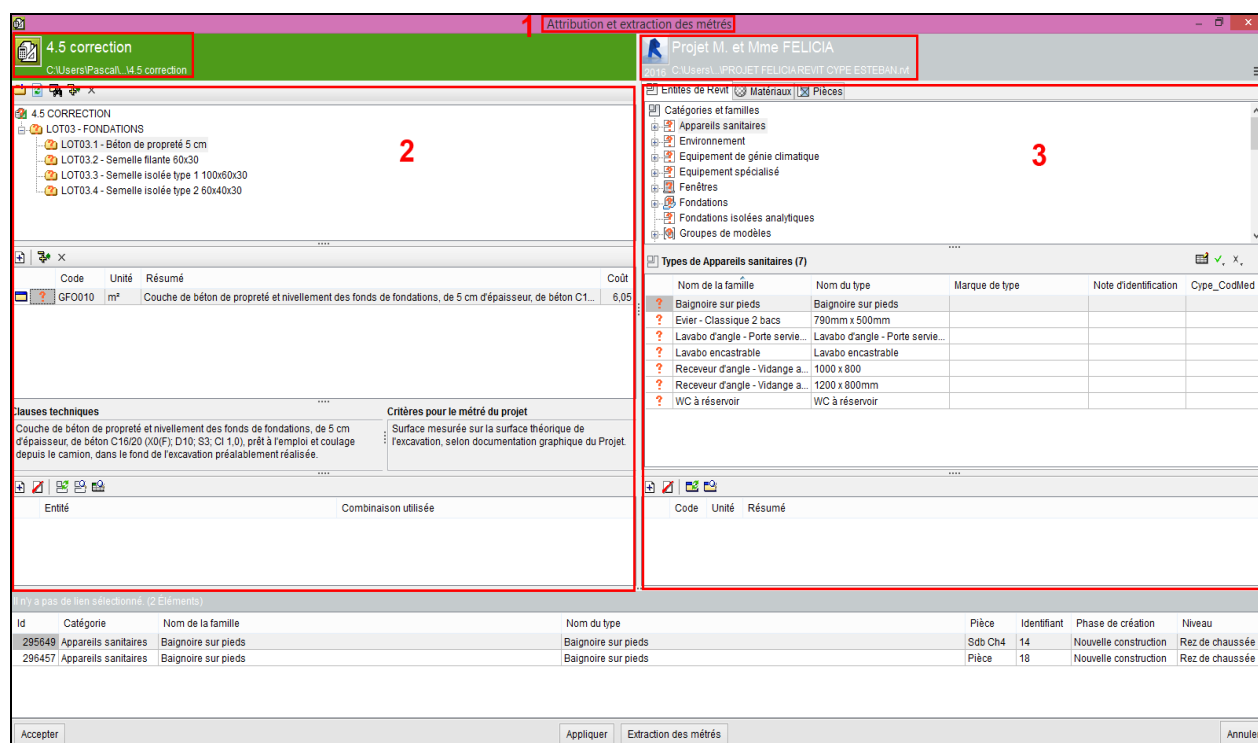 1 Attribution et extraction des métrés
4.5 correction
C:\Users\Pascal\...\4.5 correction
Projet M. et Mme FELICIA
2016 C:\Users\...\PROJET FELICIA REVIT CYPE ESTEBAN.rvt
4.5 CORRECTION
LOT03 - FONDATIONS
LOT03.1 - Béton de propreté 5 cm
LOT03.2 - Semelle filante 60x30
LOT03.3 - Semelle isolée type 1 100x60x30
LOT03.4 - Semelle isolée type 2 60x40x30
2
Code Unité Résumé Coût
? GFO010 m² Couche de béton de propreté et nivellement des fonds de fondations, de 5 cm d'épaisseur, de béton C1... 6,05
Clauses techniques
Couche de béton de propreté et nivellement des fonds de fondations, de 5 cm
d'épaisseur, de béton C16/20 (X0(F); D10; S3; Cl 1,0), prêt à l'emploi et coulage
depuis le camion, dans le fond de l'excavation préalablement réalisée.
Critères pour le métré du projet
Surface mesurée sur la surface théorique de
l'excavation, selon documentation graphique du Projet.
Entité Combinaison utilisée
Entités de Revit Matériaux Pièces
Catégories et familles
Appareils sanitaires
Environnement
Equipement de génie climatique
Equipement spécialisé
Fenêtres
Fondations
Fondations isolées analytiques
Groupes de modèles
3
Types de Appareils sanitaires (7)
Nom de la famille Nom du type Marque de type Note d'identification Cype_CodMed
? Baignoire sur pieds Baignoire sur pieds
? Evier - Classique 2 bacs 790mm x 500mm
? Lavabo d'angle - Porte servie... Lavabo d'angle - Porte servie...
? Lavabo encastrable Lavabo encastrable
? Receveur d'angle - Vidange a... 1000 x 800
? Receveur d'angle - Vidange a... 1200 x 800mm
? WC à réservoir WC à réservoir
Code Unité Résumé
Il n'y a pas de lien sélectionné. (2 Éléments)
Id Catégorie Nom de la famille Nom du type Pièce Identifiant Phase de création Niveau
295649 Appareils sanitaires Baignoire sur pieds Baignoire sur pieds Sdb Ch4 14 Nouvelle construction Rez de chaussée
296457 Appareils sanitaires Baignoire sur pieds Baignoire sur pieds Pièce 18 Nouvelle construction Rez de chaussée
Accepter Appliquer Extraction des métrés Annuler